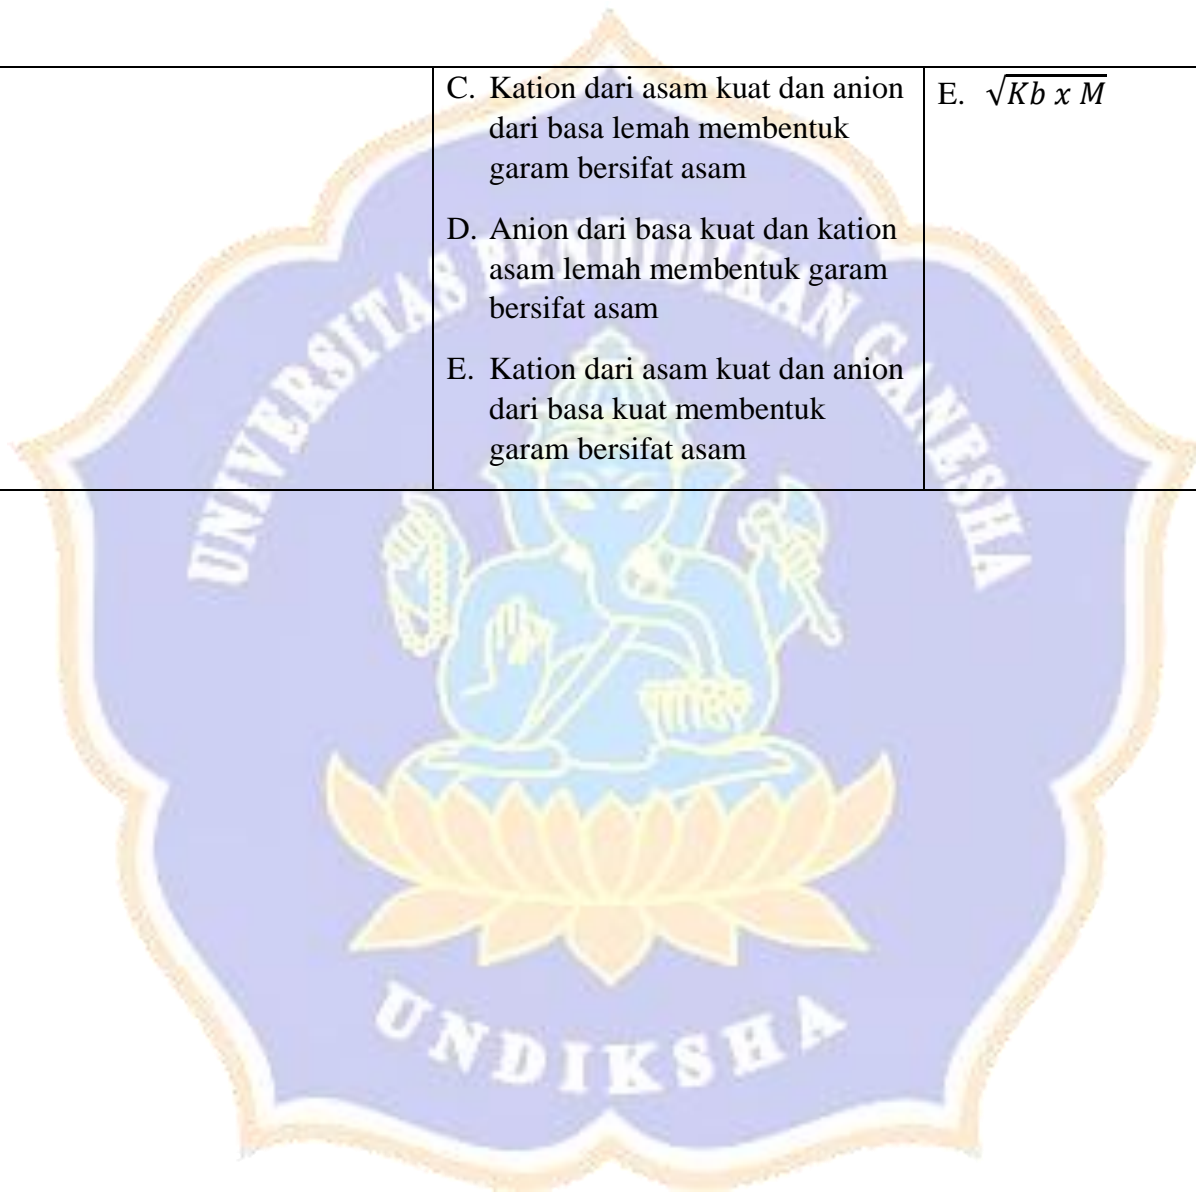 C. Kation dari asam kuat dan anion
dari basa lemah membentuk
garam bersifat asam
D. Anion dari basa kuat dan kation
asam lemah membentuk garam
bersifat asam
E. Kation dari asam kuat dan anion
dari basa kuat membentuk
garam bersifat asam
E. √Kb x M
UNIVERSITAS PENDIDIKAN GANESHA
UNDIKSHA